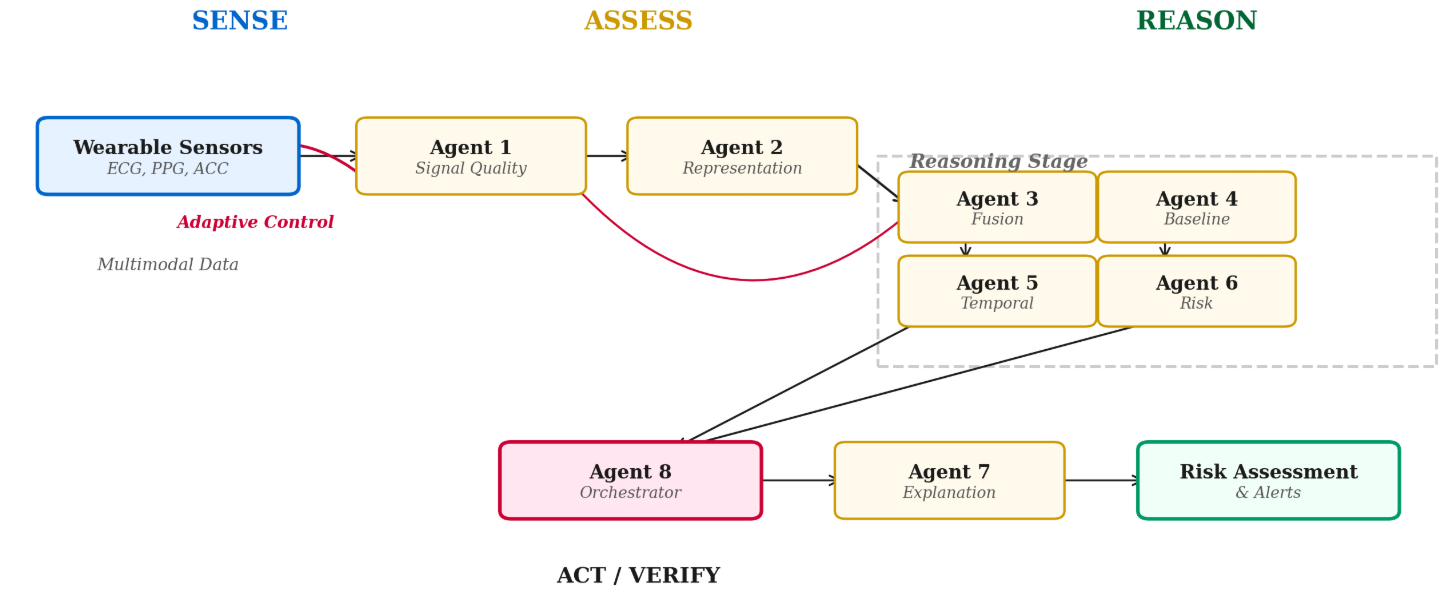 SENSE
ASSESS
REASON
Wearable Sensors
ECG, PPG, ACC
Agent 1
Signal Quality
Agent 2
Representation
Reasoning Stage
Agent 3
Fusion
Agent 4
Baseline
Adaptive Control
Multimodal Data
Agent 5
Temporal
Agent 6
Risk
Agent 8
Orchestrator
Agent 7
Explanation
Risk Assessment
& Alerts
ACT / VERIFY